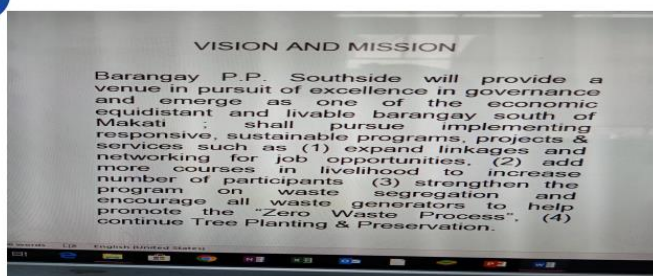 VISION AND MISSION
Barangay P.P. Southside will provide a
venue in pursuit of excellence in governance
and emerge as one of the economic
equidistant and livable barangay south of
Makati ; shall pursue implementing
responsive, sustainable programs, projects &
services such as (1) expand linkages and
networking for job opportunities, (2) add
more courses in livelihood to increase
number of participants (3) strengthen the
program on waste segregation and
encourage all waste generators to help
promote the "Zero Waste Process", (4)
continue Tree Planting & Preservation.
English (United States)